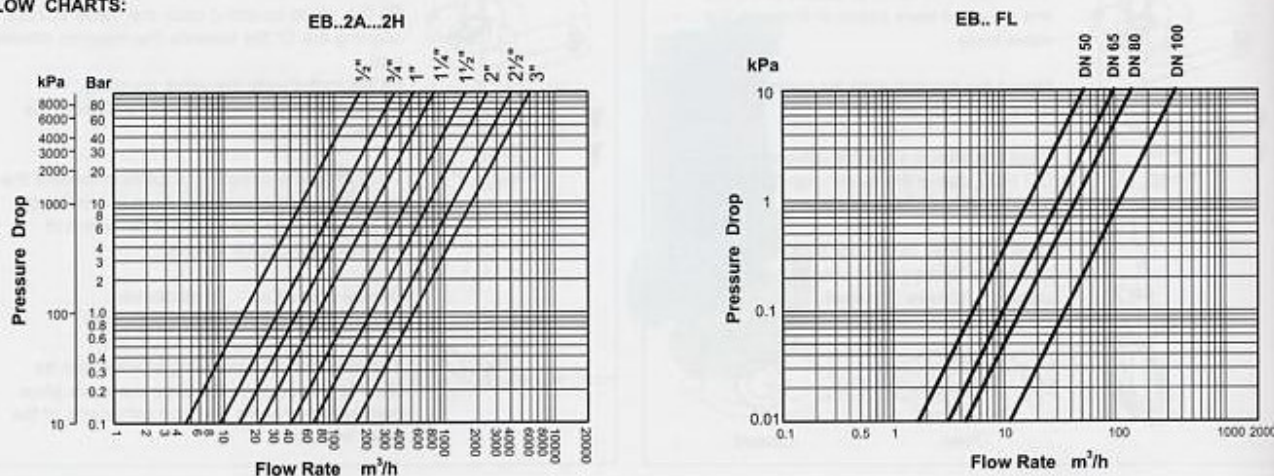 LOW CHARTS:
EB..2A...2H
kPa Bar
½" ¾" 1" 1¼" 1½" 2" 2½" 3"
8000 80
6000 60
4000 40
3000 30
2000 20
1000 10
8
6
4
3
2
100 1.0
0.8
0.6
0.4
0.3
0.2
10 0.1
Pressure Drop
1 2 3 4 6 8 10 20 30 40 60 80 100 200 300 400 600 800 1000 2000 3000 4000 6000 8000 10000 20000
Flow Rate m³/h
EB.. FL
kPa
DN 50 DN 65 DN 80 DN 100
10
1
0.1
0.01
Pressure Drop
0.1 0.5 1 5 10 50 100 1000 2000
Flow Rate m³/h